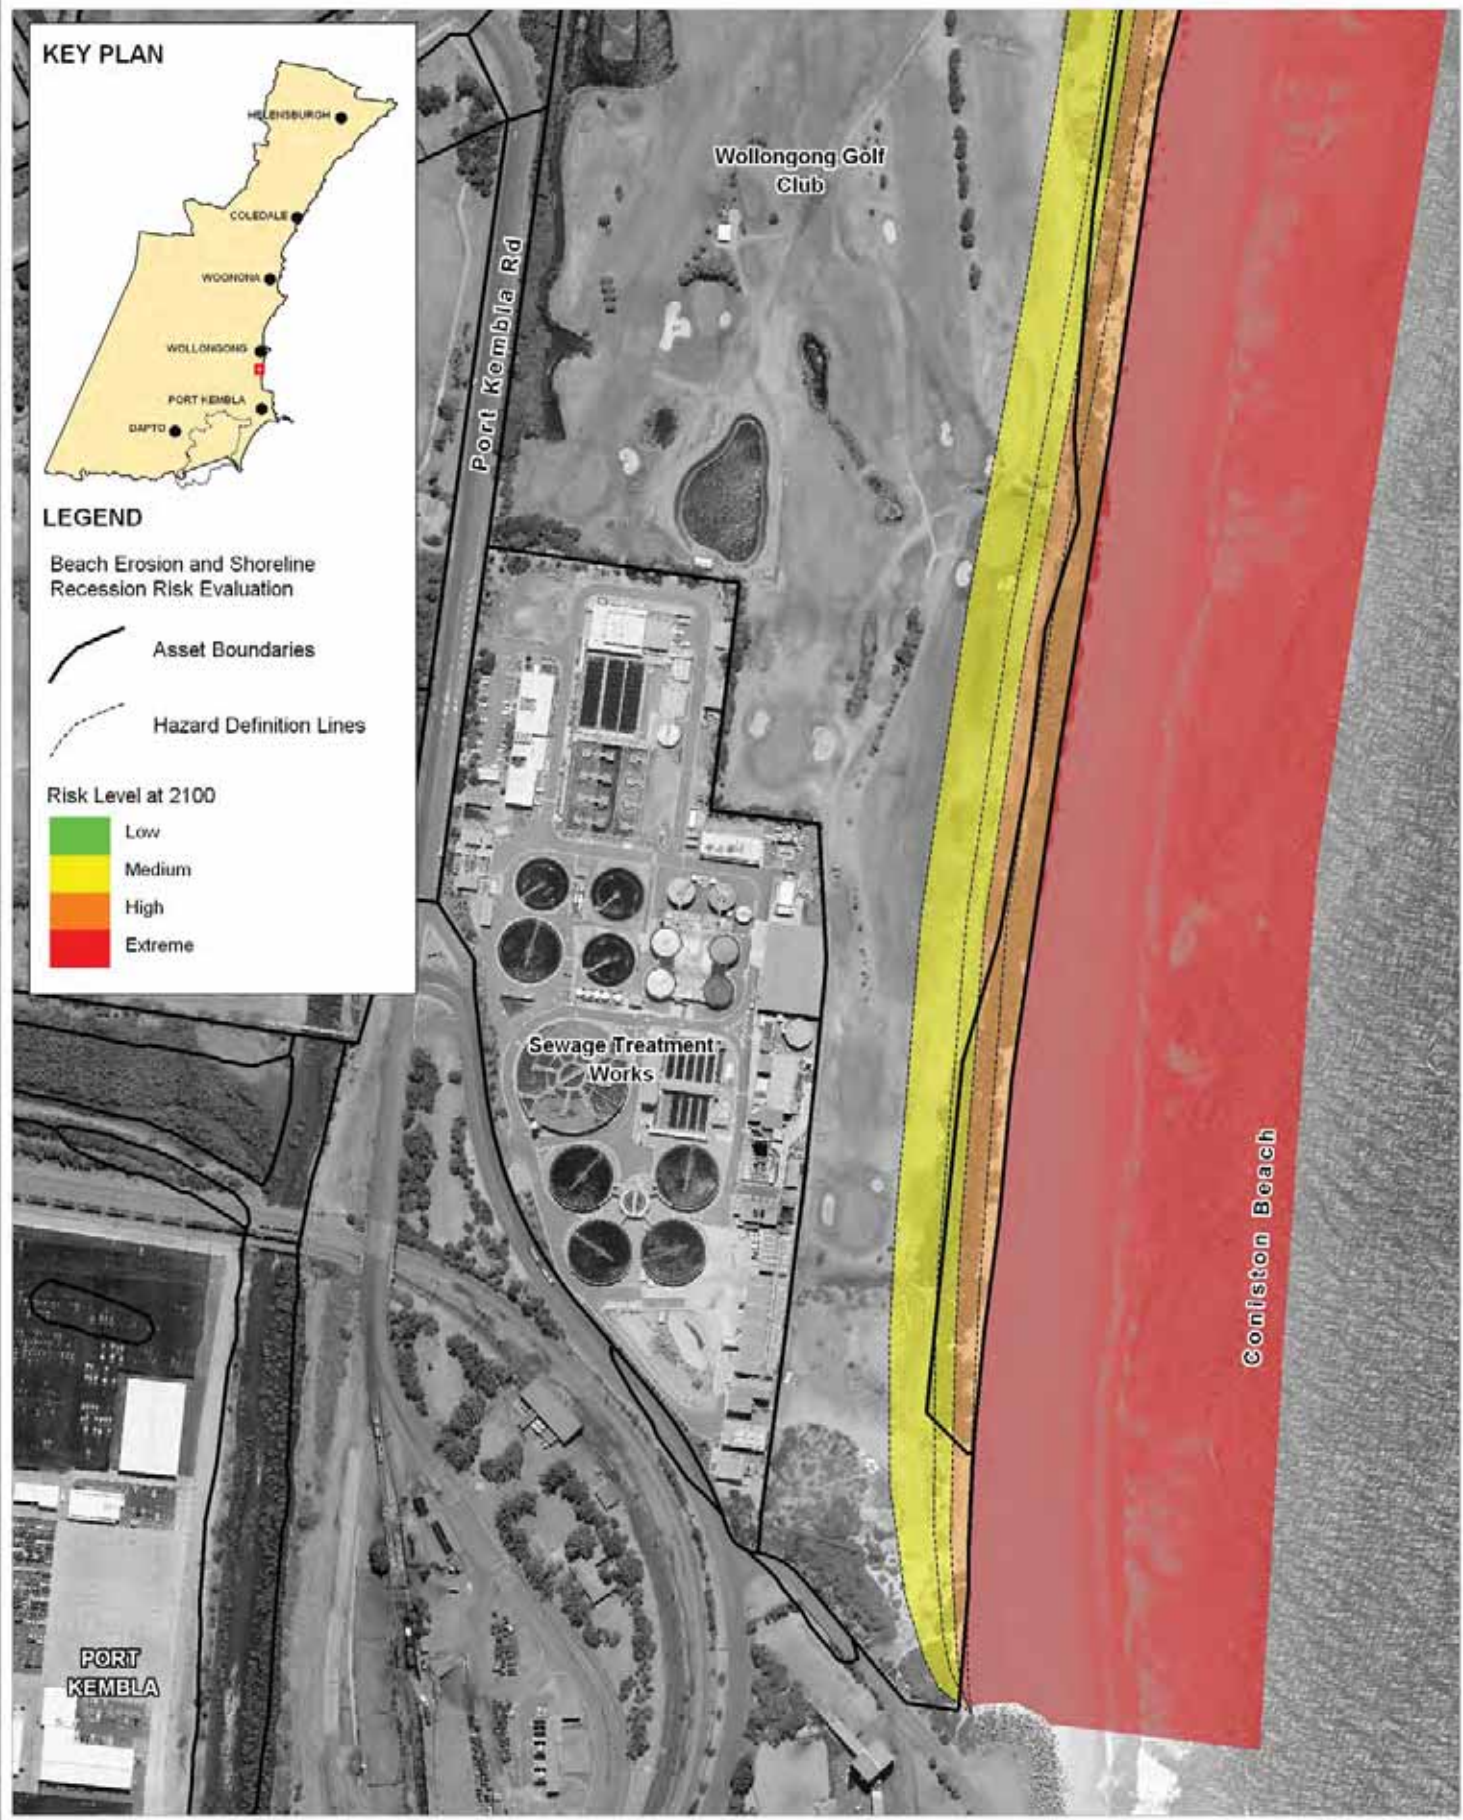 KEY PLAN
HELENSBURGH
COLEDALE
WOONONA
WOLLONGONG
PORT KEMBLA
DAPTO
LEGEND
Beach Erosion and Shoreline
Recession Risk Evaluation
Asset Boundaries
Hazard Definition Lines
Risk Level at 2100
Low
Medium
High
Extreme
Wollongong Golf
Club
Port Kembla Rd
Sewage Treatment
Works
Coniston Beach
PORT
KEMBLA